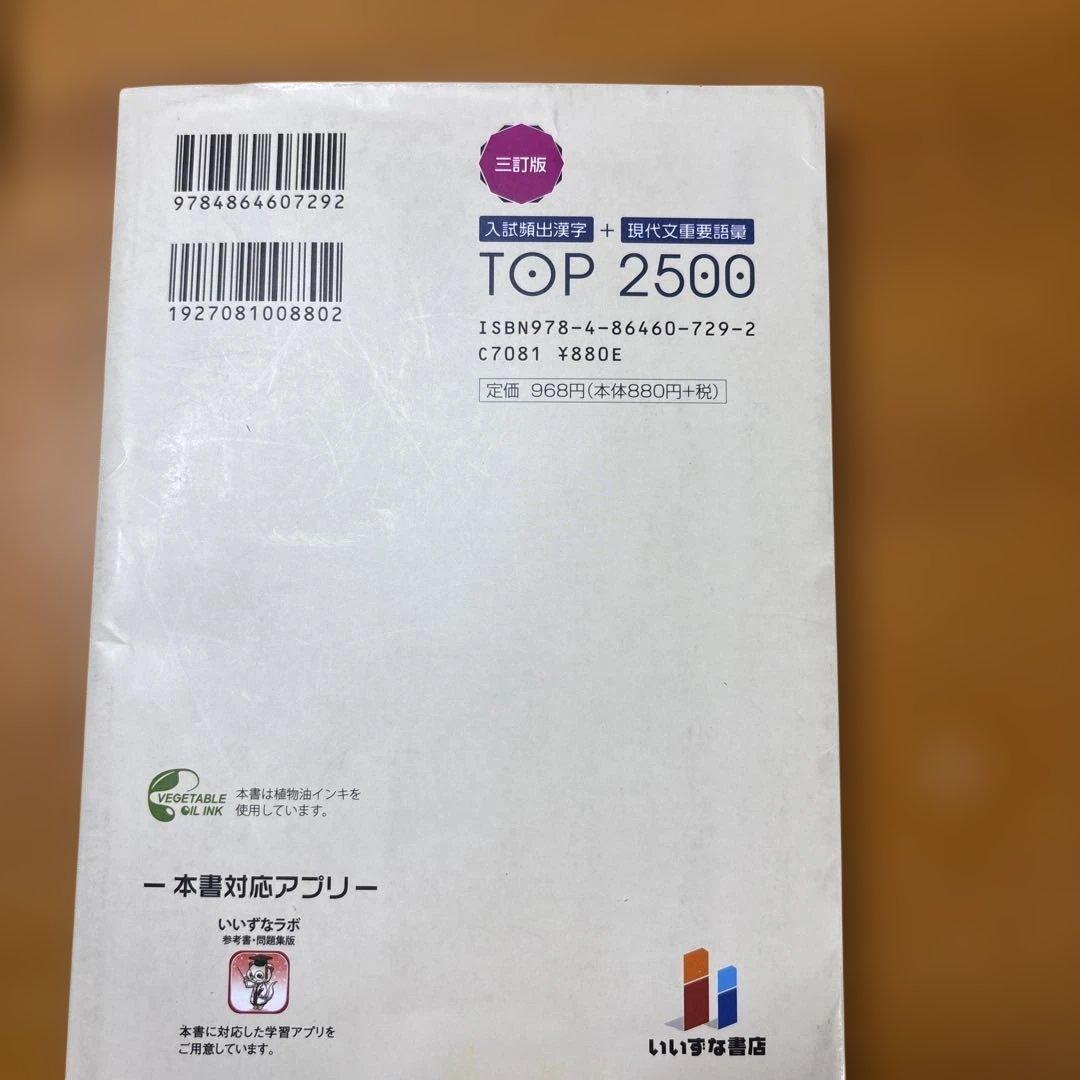 9784864607292
1927081008802
三訂版
入試頻出漢字 + 現代文重要語彙
TOP 2500
ISBN978-4-86460-729-2
C7081 ¥880E
定価 968円(本体880円+税)
VEGETABLE
OIL INK
本書は植物油インキを
使用しています。
ー本書対応アプリー
いいずなラボ
参考書・問題集版
本書に対応した学習アプリを
ご用意しています。
いいずな書店